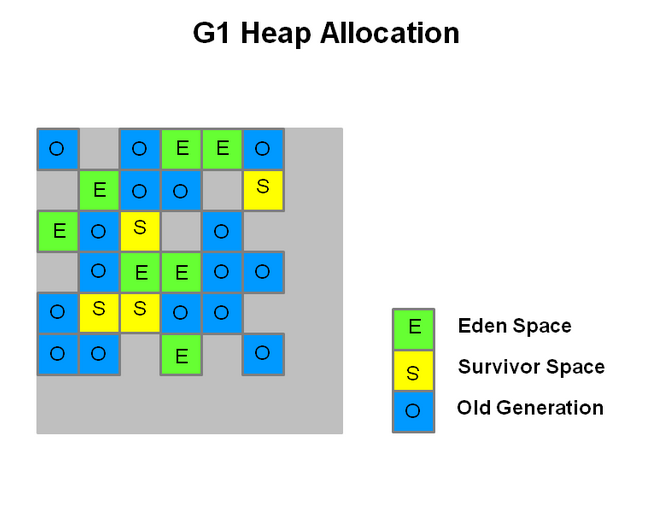 G1 Heap Allocation
O O E E O
E O O S
E O S O
O E E O O
O S S O O
O O E O
E Eden Space
S Survivor Space
O Old Generation